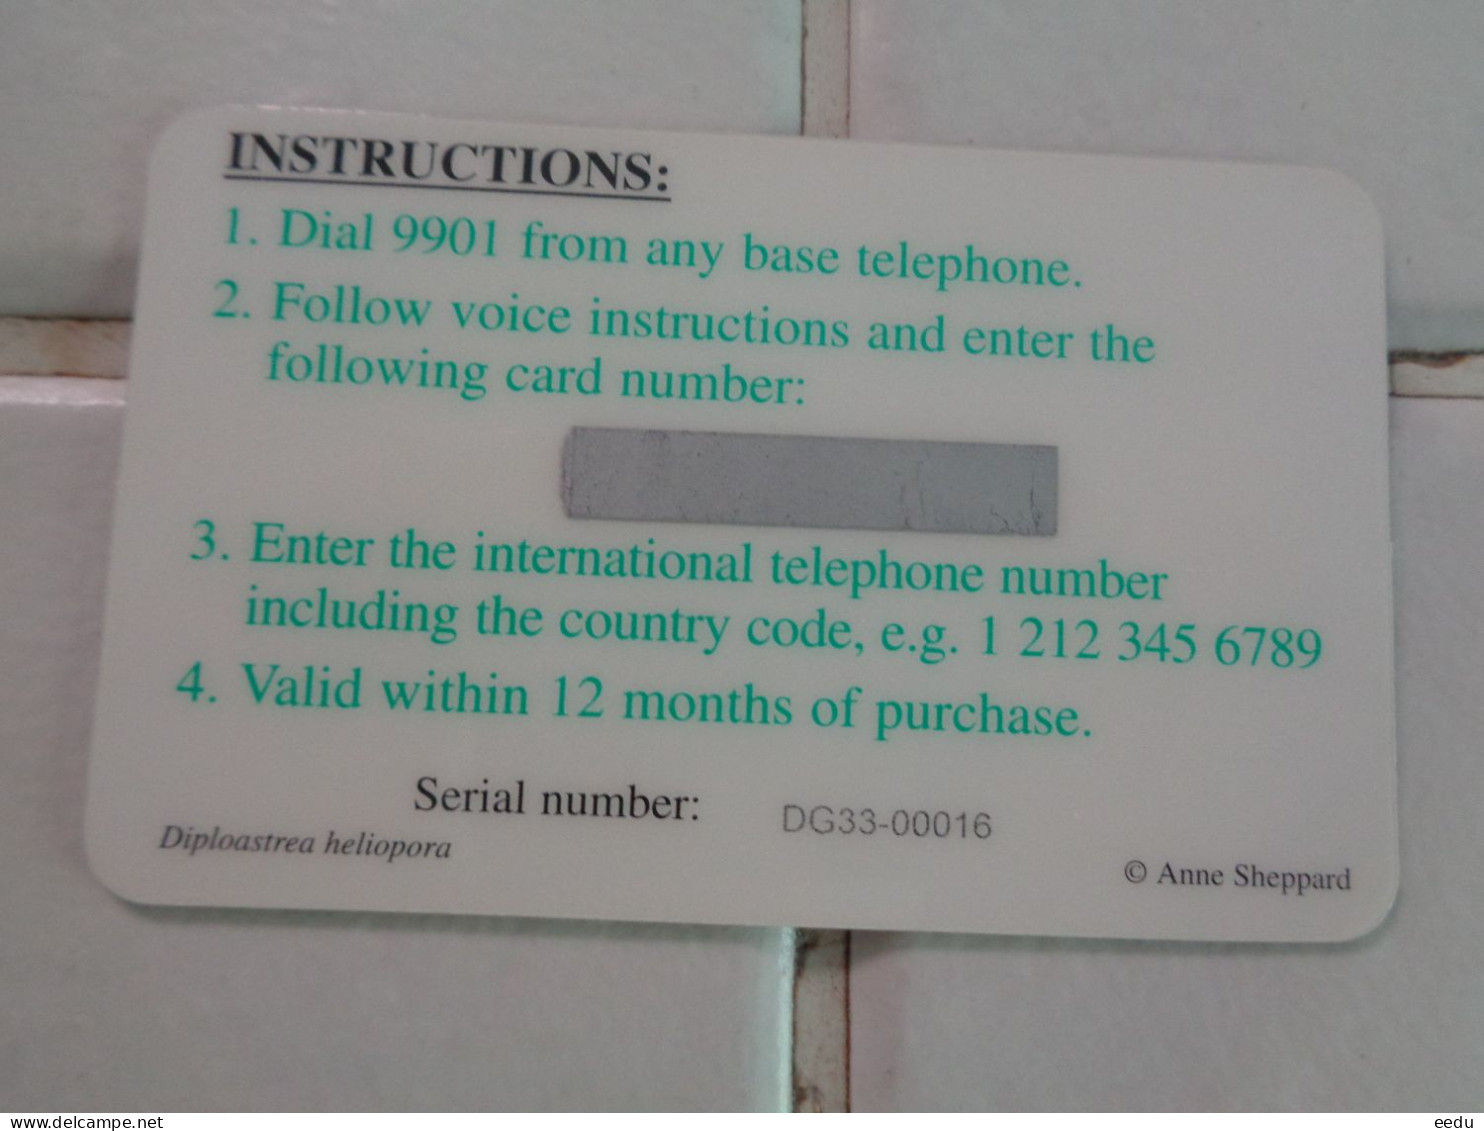 INSTRUCTIONS:
1. Dial 9901 from any base telephone.
2. Follow voice instructions and enter the
following card number:
3. Enter the international telephone number
including the country code, e.g. 1 212 345 6789
4. Valid within 12 months of purchase.
Serial number: DG33-00016
Diploastrea heliopora
© Anne Sheppard
www.delcampe.net
eedu